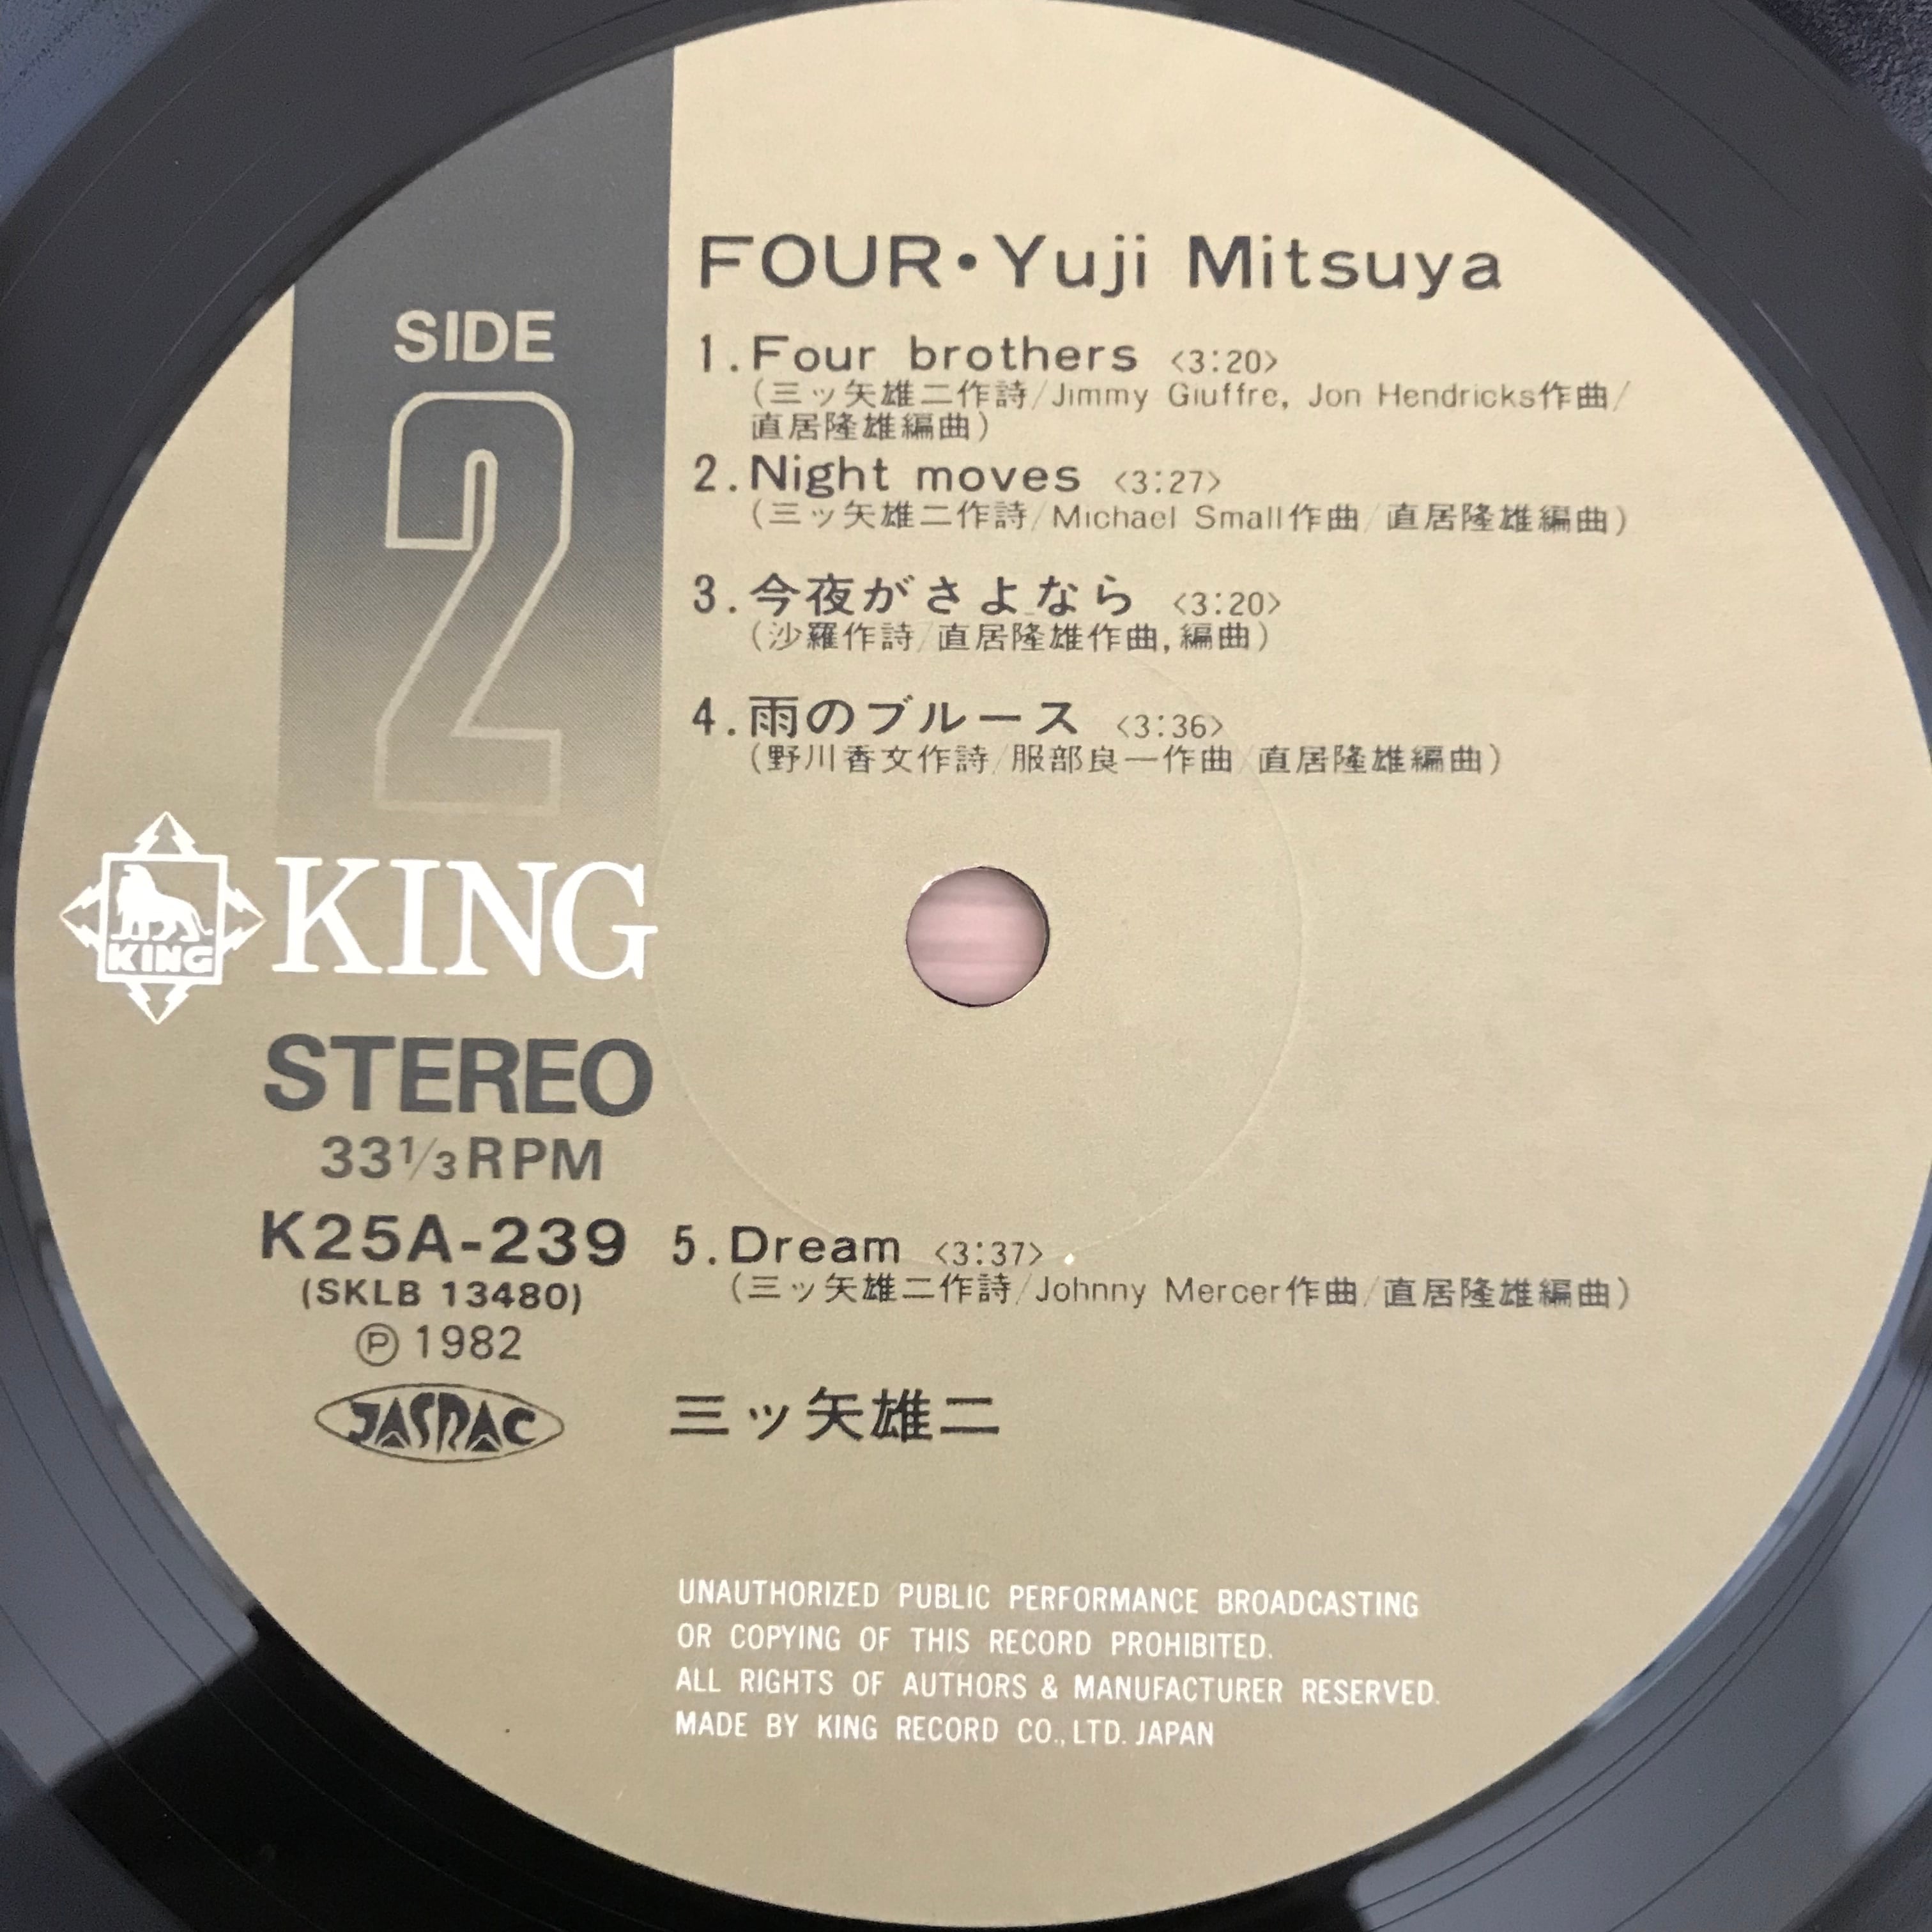 FOUR・Yuji Mitsuya
SIDE
2
1.Four brothers <3:20>
(三ッ矢雄二作詩/Jimmy Giuffre, Jon Hendricks作曲/
直居隆雄編曲)
2.Night moves <3:27>
(三ッ矢雄二作詩/Michael Small作曲/直居隆雄編曲)
3.今夜がさよなら <3:20>
(沙羅作詩/直居隆雄作曲,編曲)
4.雨のブルース <3:36>
(野川香文作詩/服部良一作曲/直居隆雄編曲)
KING
KING
STEREO
33⅓RPM
K25A-239
(SKLB 13480)
Ⓟ 1982
JASRAC
5.Dream <3:37>
(三ッ矢雄二作詩/Johnny Mercer作曲/直居隆雄編曲)
三ッ矢雄二
UNAUTHORIZED PUBLIC PERFORMANCE BROADCASTING
OR COPYING OF THIS RECORD PROHIBITED.
ALL RIGHTS OF AUTHORS & MANUFACTURER RESERVED.
MADE BY KING RECORD CO., LTD. JAPAN